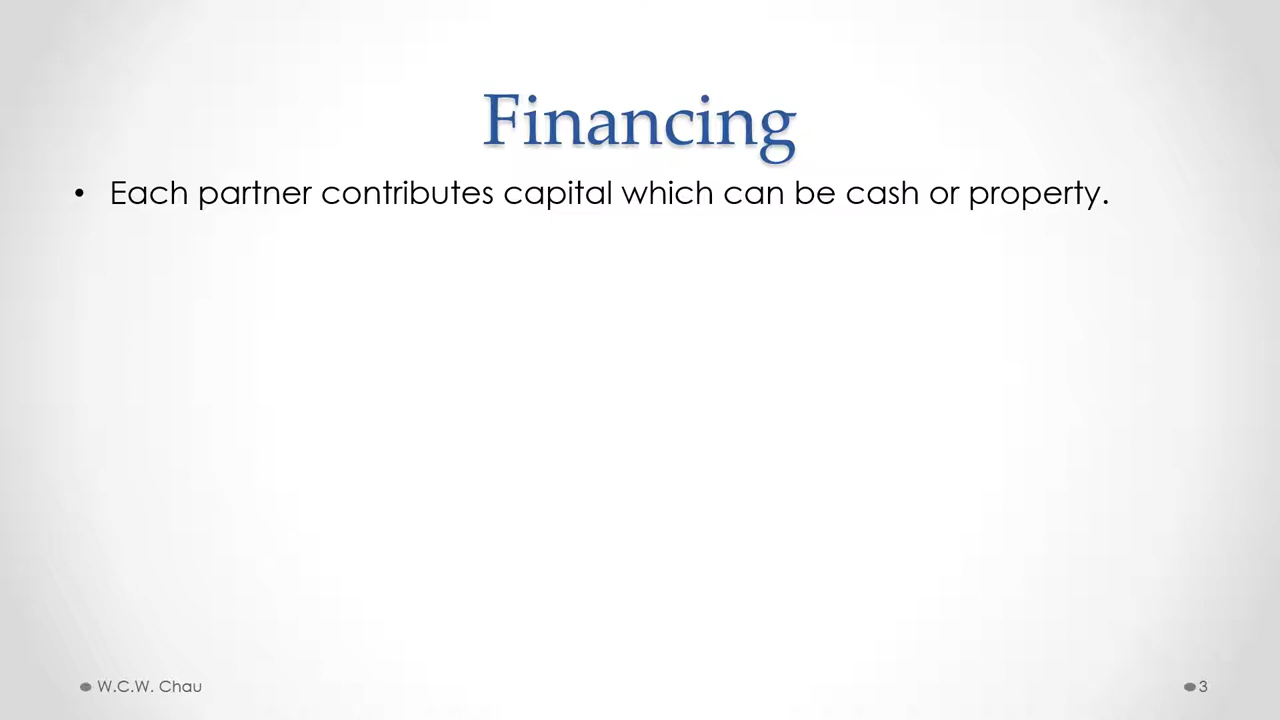 Financing
• Each partner contributes capital which can be cash or property.
W.C.W. Chau
3